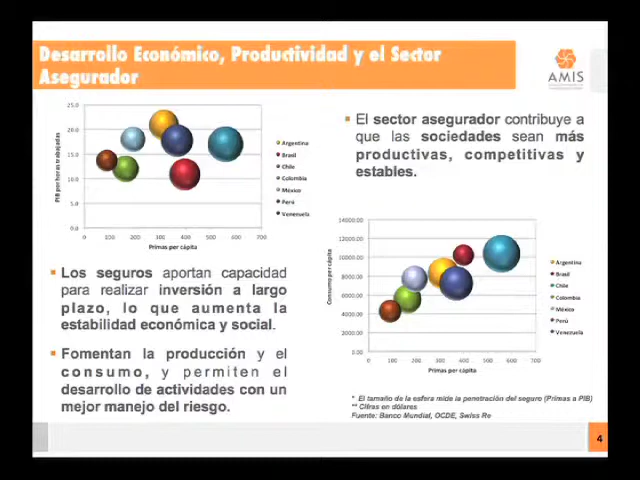 Desarrollo Económico, Productividad y el Sector
Asegurador
AMIS
25.0
20.0
15.0
10.0
5.0
0.0
PIB por horas trabajadas
0 100 200 300 400 500 600 700
Primas per cápita
Argentina
Brasil
Chile
Colombia
México
Perú
Venezuela
El sector asegurador contribuye a
que las sociedades sean más
productivas, competitivas y
estables.
Los seguros aportan capacidad
para realizar inversión a largo
plazo, lo que aumenta la
estabilidad económica y social.
Fomentan la producción y el
consumo, y permiten el
desarrollo de actividades con un
mejor manejo del riesgo.
14000.00
12000.00
10000.00
8000.00
6000.00
4000.00
2000.00
0.00
Consumo per cápita
0 100 200 300 400 500 600 700
Primas per cápita
Argentina
Brasil
Chile
Colombia
México
Perú
Venezuela
* El tamaño de la esfera mide la penetración del seguro (Primas a PIB)
** Cifras en dólares
Fuente: Banco Mundial, OCDE, Swiss Re
4